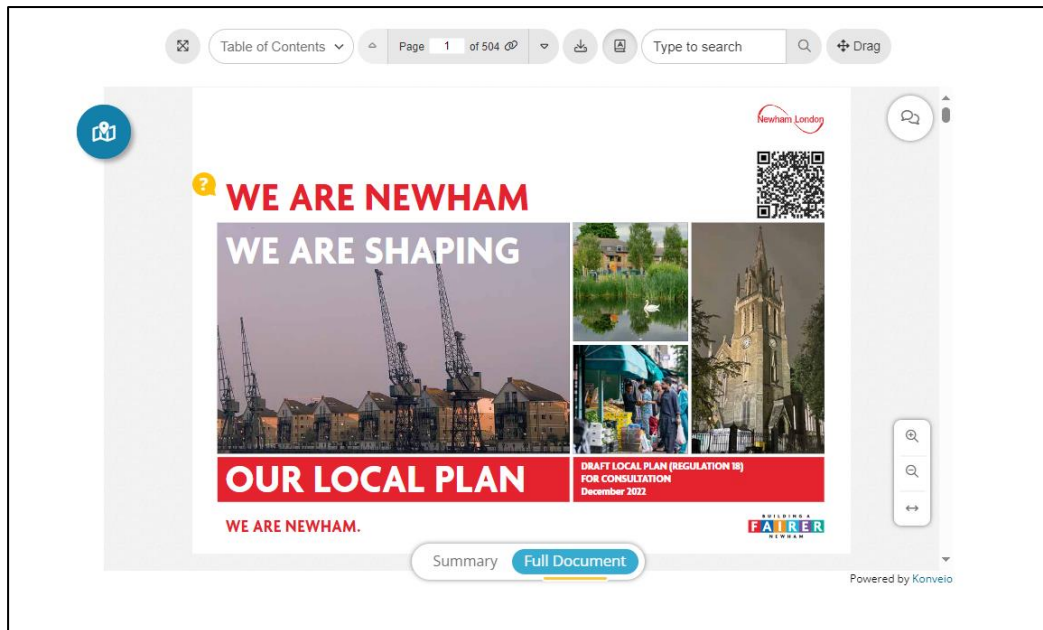 Table of Contents
Page 1 of 504
Type to search
Drag
Newham London
?
WE ARE NEWHAM
WE ARE SHAPING
OUR LOCAL PLAN
DRAFT LOCAL PLAN (REGULATION 18)
FOR CONSULTATION
December 2022
WE ARE NEWHAM.
BUILDING A
FAIRER
NEWHAM
Summary
Full Document
Powered by Konveio